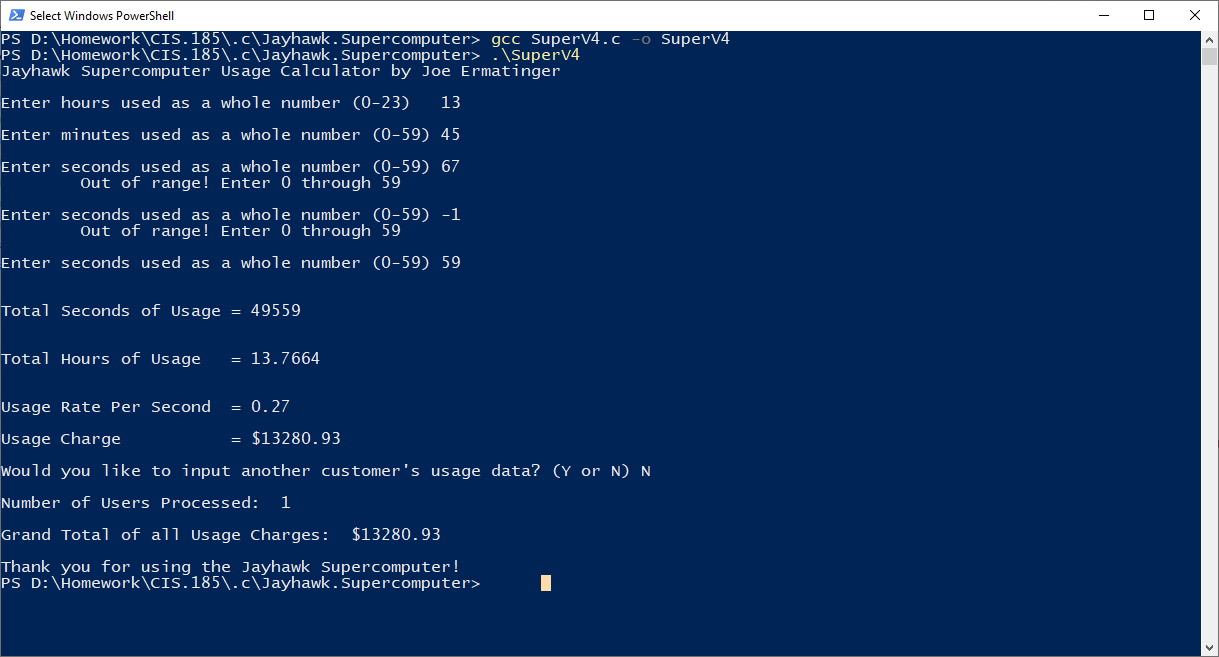 Select Windows PowerShell
PS D:\Homework\CIS.185\.c\Jayhawk.Supercomputer> gcc SuperV4.c -o SuperV4
PS D:\Homework\CIS.185\.c\Jayhawk.Supercomputer> .\SuperV4
Jayhawk Supercomputer Usage Calculator by Joe Ermatinger
Enter hours used as a whole number (0-23)   13
Enter minutes used as a whole number (0-59) 45
Enter seconds used as a whole number (0-59) 67
        Out of range! Enter 0 through 59
Enter seconds used as a whole number (0-59) -1
        Out of range! Enter 0 through 59
Enter seconds used as a whole number (0-59) 59
Total Seconds of Usage = 49559
Total Hours of Usage   = 13.7664
Usage Rate Per Second  = 0.27
Usage Charge           = $13280.93
Would you like to input another customer's usage data? (Y or N) N
Number of Users Processed:  1
Grand Total of all Usage Charges:  $13280.93
Thank you for using the Jayhawk Supercomputer!
PS D:\Homework\CIS.185\.c\Jayhawk.Supercomputer>